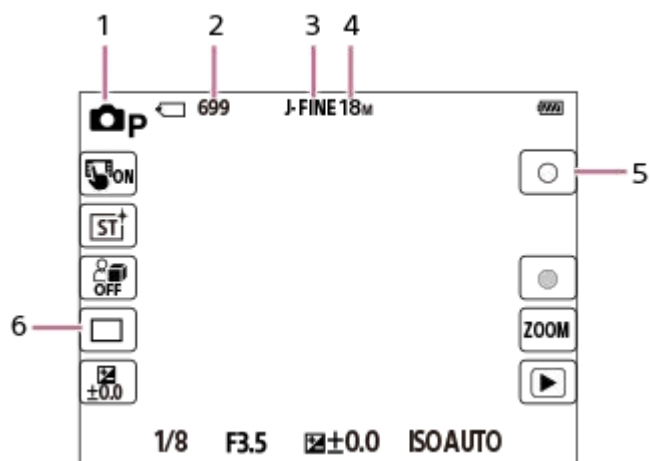 1 2 3 4
P 699 J-FINE 18M
ON
5
ST
OFF
6
ZOOM
±0.0
1/8 F3.5 ±0.0 ISO AUTO